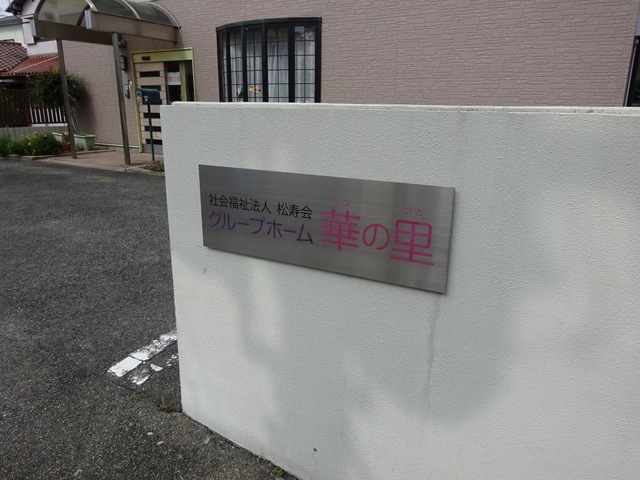 社会福祉法人 松寿会
グループホーム 華の里